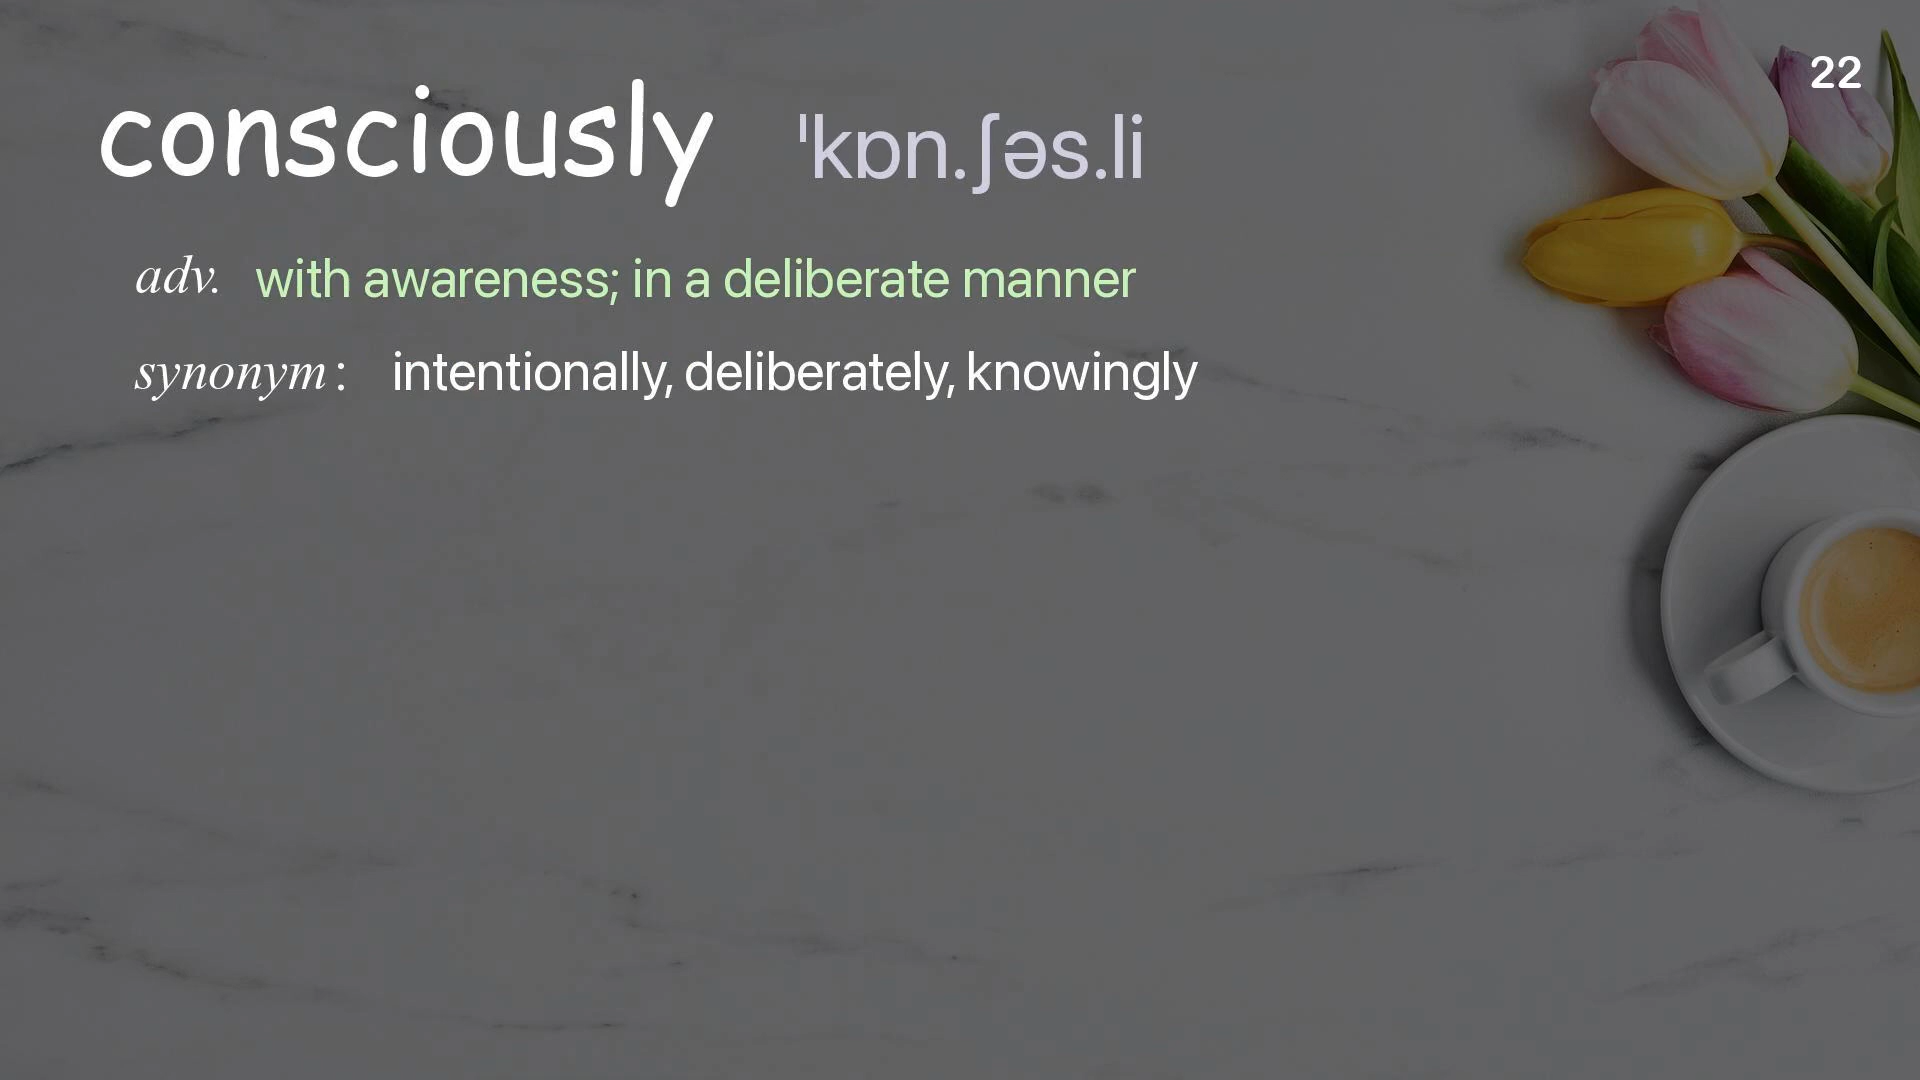 22
consciously ˈkɒn.ʃəs.li
adv. with awareness; in a deliberate manner
synonym : intentionally, deliberately, knowingly